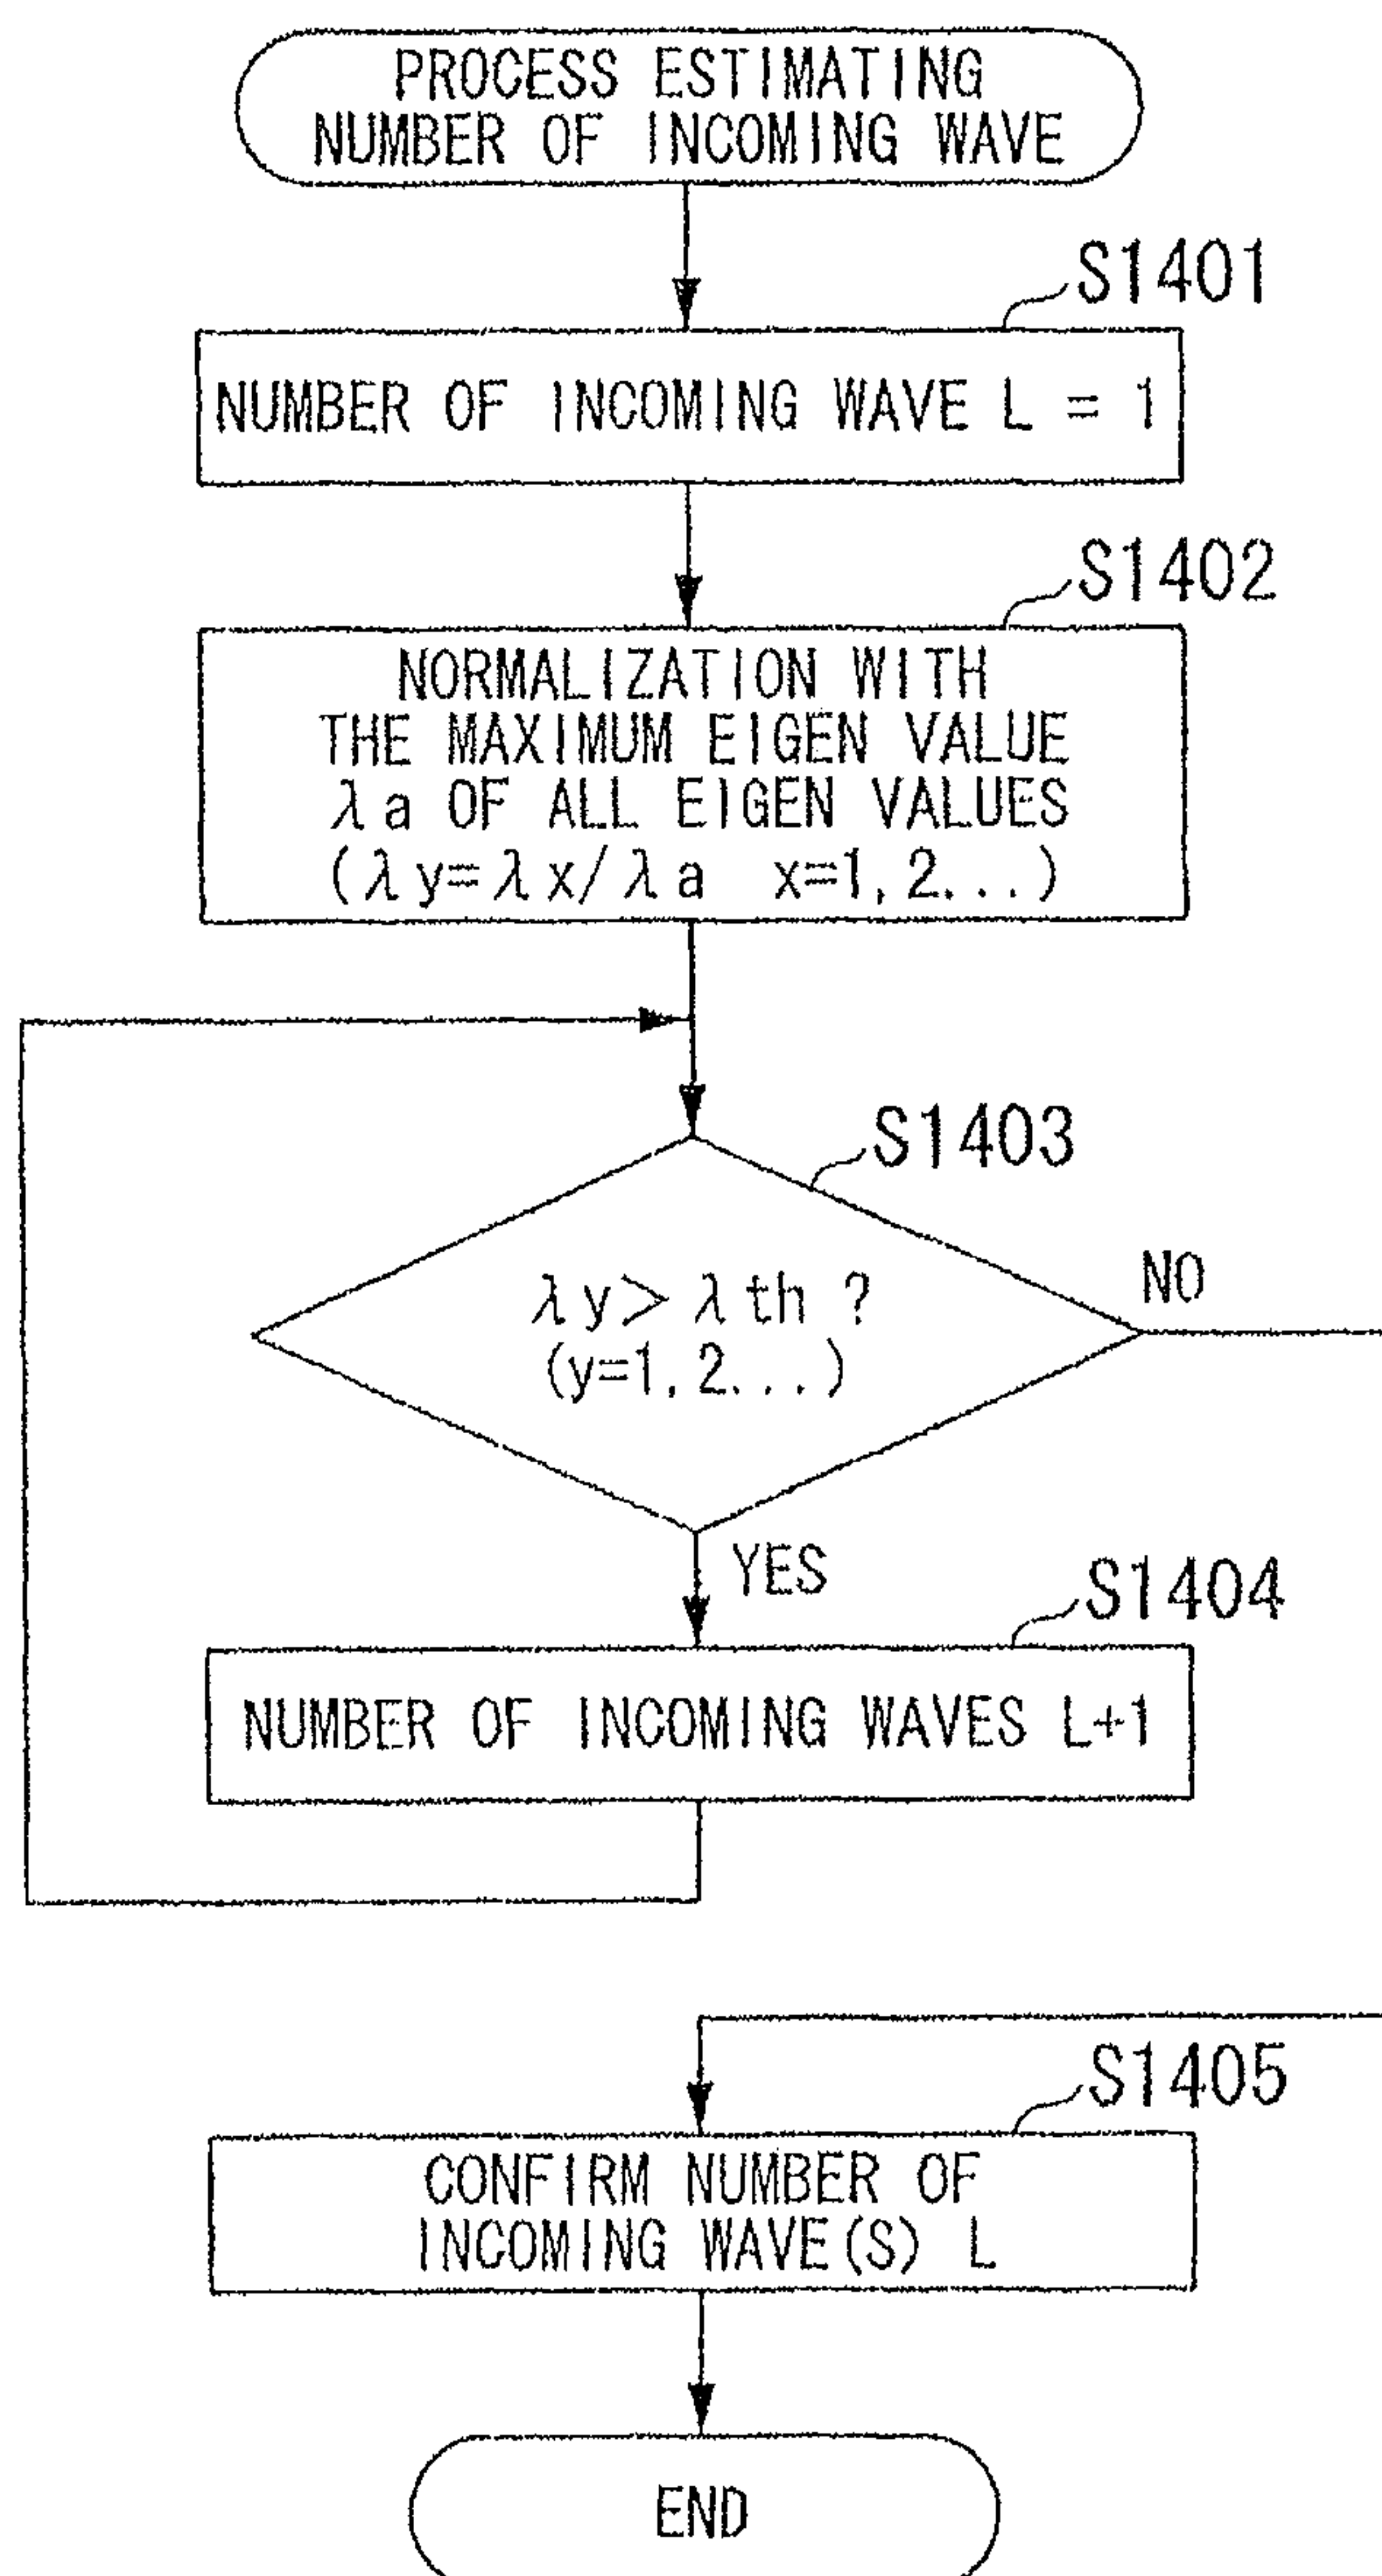 PROCESS ESTIMATING
NUMBER OF INCOMING WAVE
S1401
NUMBER OF INCOMING WAVE L = 1
S1402
NORMALIZATION WITH
THE MAXIMUM EIGEN VALUE
λa OF ALL EIGEN VALUES
(λy=λx/λa x=1,2...)
S1403
λy>λth ?
(y=1,2...)
NO
YES
S1404
NUMBER OF INCOMING WAVES L+1
S1405
CONFIRM NUMBER OF
INCOMING WAVE(S) L
END